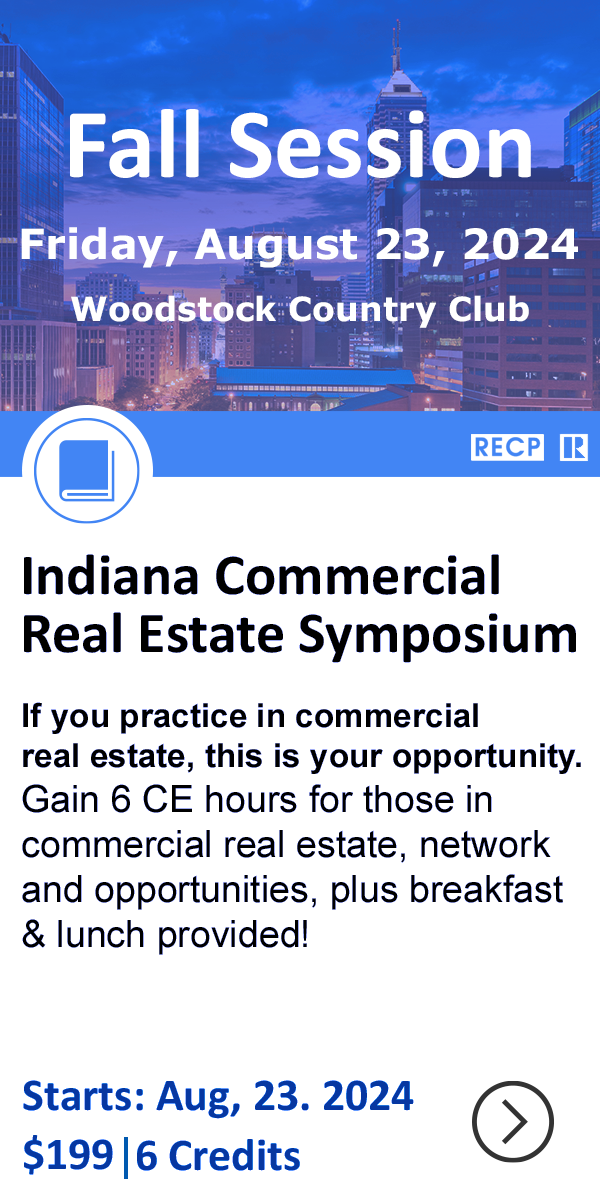 Fall Session
Friday, August 23, 2024
Woodstock Country Club
RECP R
Indiana Commercial
Real Estate Symposium
If you practice in commercial
real estate, this is your opportunity.
Gain 6 CE hours for those in
commercial real estate, network
and opportunities, plus breakfast
& lunch provided!
Starts: Aug, 23. 2024
$199|6 Credits